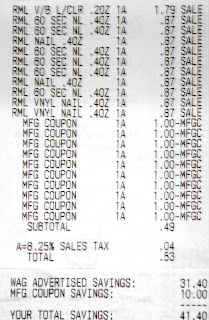 RML V/B L/CLR .2OZ 1A 1.79 SALE
RML 60 SEC NL .4OZ 1A .87 SALE
RML 60 SEC NL .4OZ 1A .87 SALE
RML NAIL .4OZ 1A .87 SALE
RML 60 SEC NL .4OZ 1A .87 SALE
RML 60 SEC NL .4OZ 1A .87 SALE
RML 60 SEC NL .4OZ 1A .87 SALE
RML NAIL .4OZ 1A .87 SALE
RML 60 SEC NL .4OZ 1A .87 SALE
RML VNYL NAIL .4OZ 1A .87 SALE
RML VNYL NAIL .4OZ 1A .87 SALE
MFG COUPON 1A 1.00-MFGC
MFG COUPON 1A 1.00-MFGC
MFG COUPON 1A 1.00-MFGC
MFG COUPON 1A 1.00-MFGC
MFG COUPON 1A 1.00-MFGC
MFG COUPON 1A 1.00-MFGC
MFG COUPON 1A 1.00-MFGC
MFG COUPON 1A 1.00-MFGC
MFG COUPON 1A 1.00-MFGC
MFG COUPON 1A 1.00-MFGC
SUBTOTAL .49
A=8.25% SALES TAX .04
TOTAL .53
WAG ADVERTISED SAVINGS: 31.40
MFG COUPON SAVINGS: 10.00
YOUR TOTAL SAVINGS: 41.40